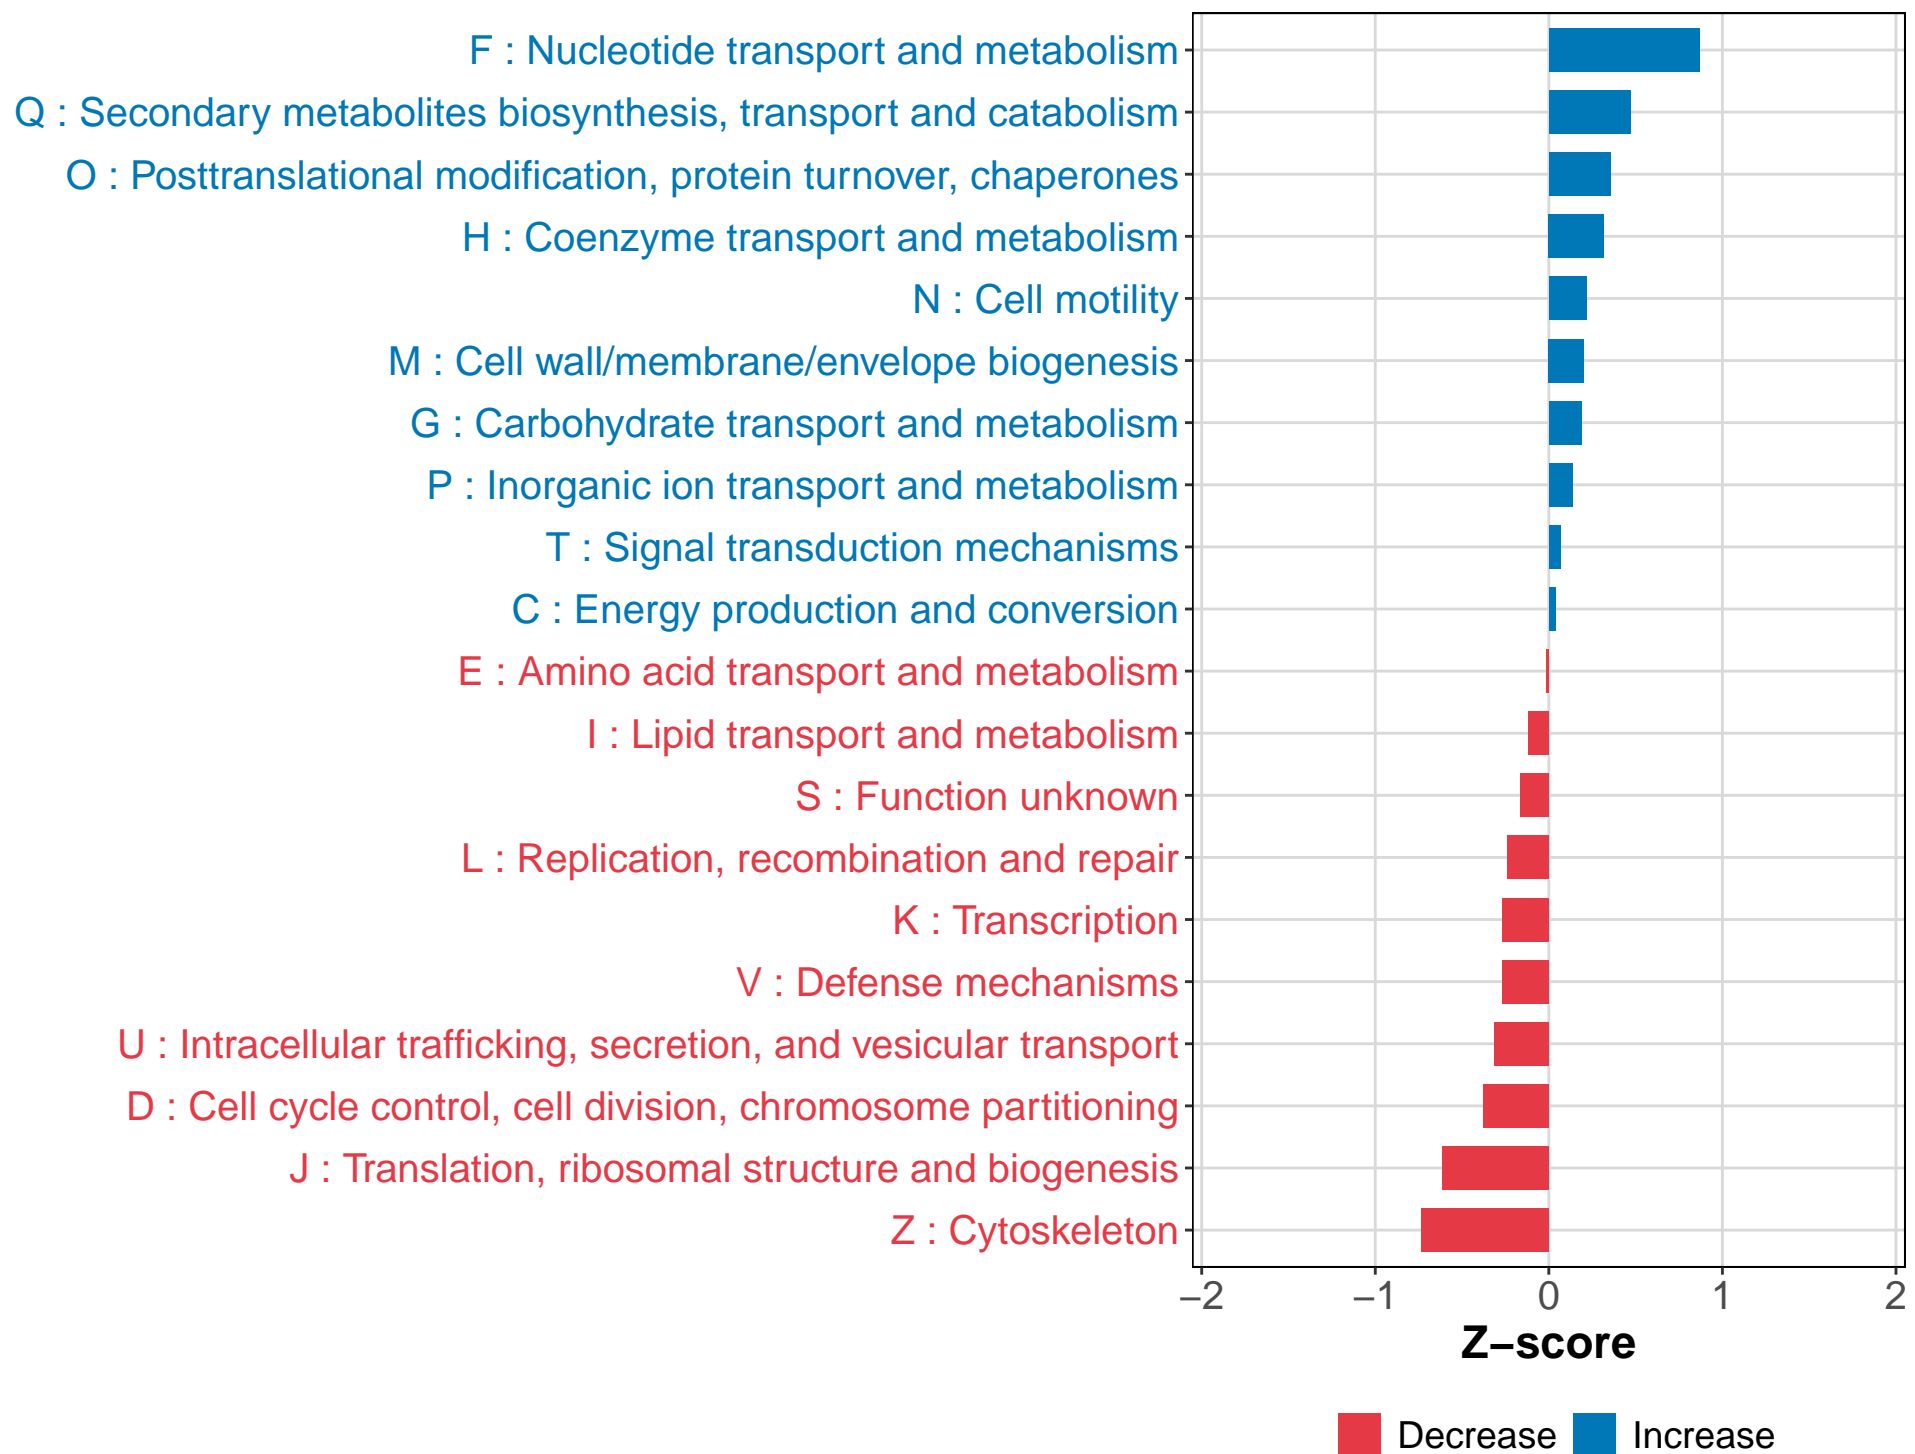 F : Nucleotide transport and metabolism
Q : Secondary metabolites biosynthesis, transport and catabolism
O : Posttranslational modification, protein turnover, chaperones
H : Coenzyme transport and metabolism
N : Cell motility
M : Cell wall/membrane/envelope biogenesis
G : Carbohydrate transport and metabolism
P : Inorganic ion transport and metabolism
T : Signal transduction mechanisms
C : Energy production and conversion
E : Amino acid transport and metabolism
I : Lipid transport and metabolism
S : Function unknown
L : Replication, recombination and repair
K : Transcription
V : Defense mechanisms
U : Intracellular trafficking, secretion, and vesicular transport
D : Cell cycle control, cell division, chromosome partitioning
J : Translation, ribosomal structure and biogenesis
Z : Cytoskeleton
−2 −1 0 1 2
Z−score
Decrease Increase